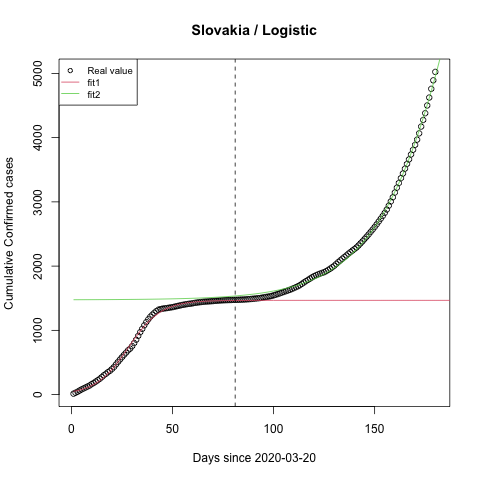 Slovakia / Logistic
Real value
fit1
fit2
Cumulative Confirmed cases
5000
4000
3000
2000
1000
0
0 50 100 150
Days since 2020-03-20